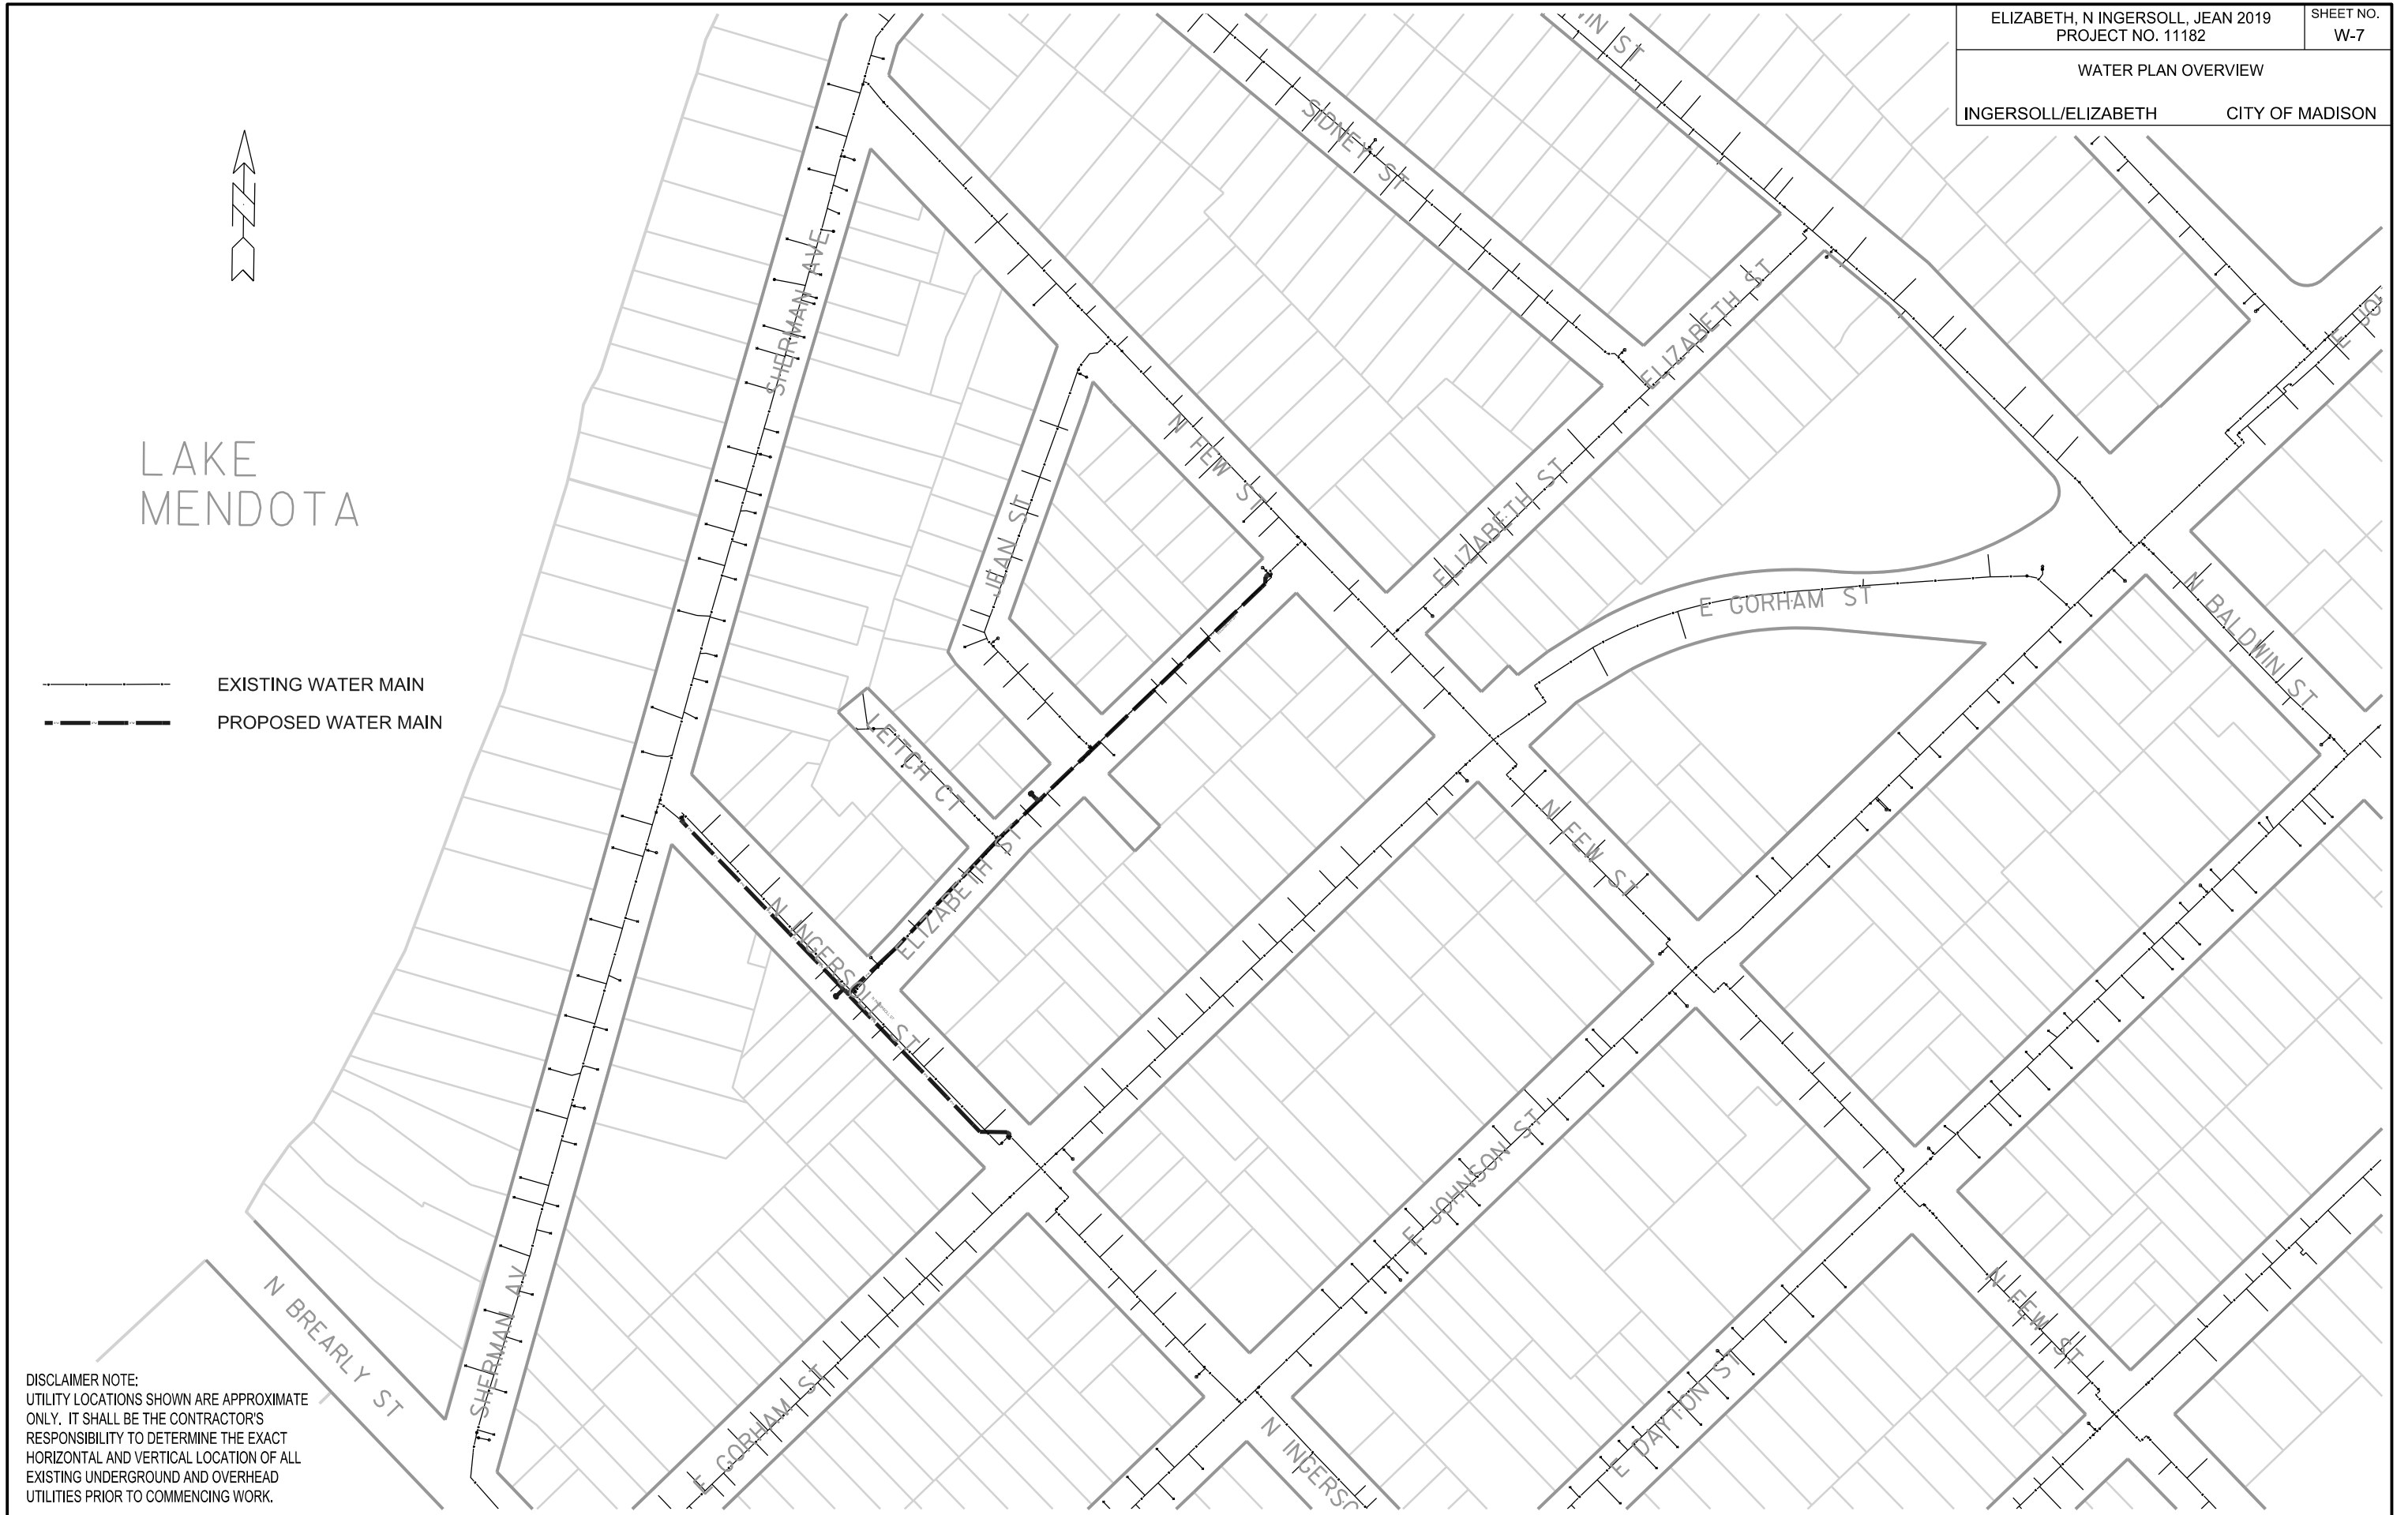 ELIZABETH, N INGERSOLL, JEAN 2019
PROJECT NO. 11182
SHEET NO.
W-7
WATER PLAN OVERVIEW
INGERSOLL/ELIZABETH CITY OF MADISON
N
IN ST
SIDNEY ST
SHERMAN AVE
ELIZABETH ST
E JO
LAKE
MENDOTA
N FEW ST
ELIZABETH ST
JEAN ST
E GORHAM ST
N BALDWIN ST
EXISTING WATER MAIN
PROPOSED WATER MAIN
LEITCH CT
ELIZABETH ST
N INGERSOLL ST
N FEW ST
E JOHNSON ST
N BREARLY ST
SHERMAN AV
N FEW ST
E GORHAM ST
N INGERSO
E DAYTON ST
DISCLAIMER NOTE:
UTILITY LOCATIONS SHOWN ARE APPROXIMATE
ONLY. IT SHALL BE THE CONTRACTOR'S
RESPONSIBILITY TO DETERMINE THE EXACT
HORIZONTAL AND VERTICAL LOCATION OF ALL
EXISTING UNDERGROUND AND OVERHEAD
UTILITIES PRIOR TO COMMENCING WORK.